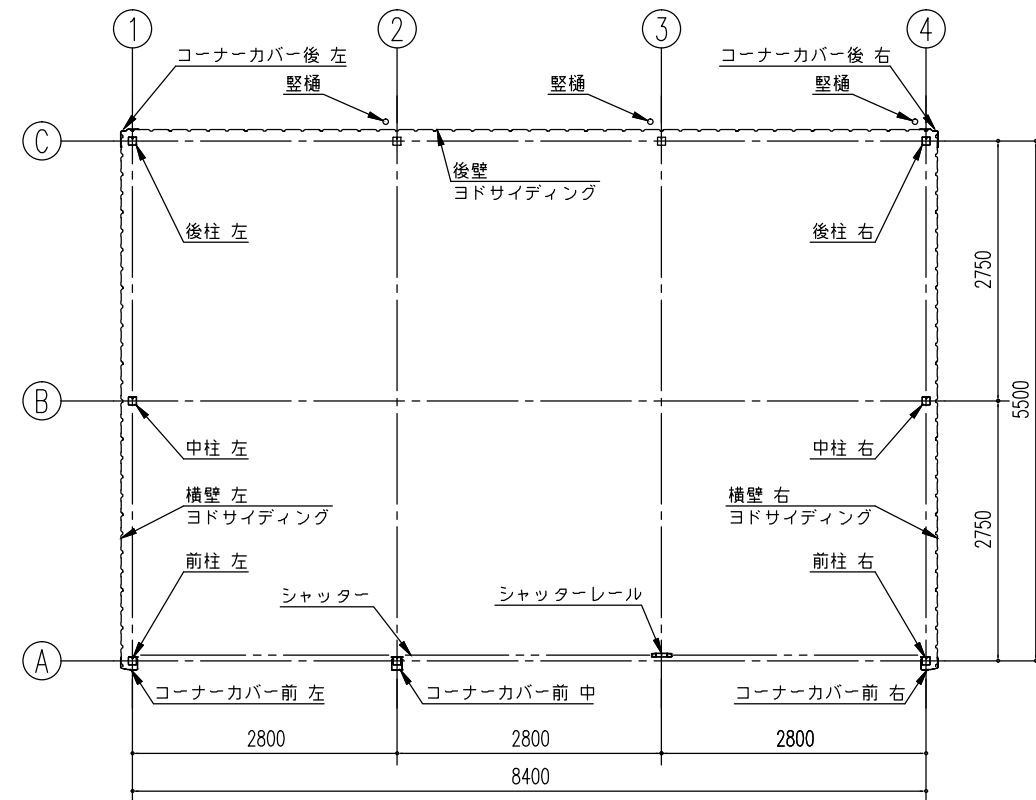 1
2
3
4
コーナーカバー後 左
コーナーカバー後 右
竪樋
竪樋
竪樋
C
後壁
ヨドサイディング
後柱 左
後柱 右
2750
B
5500
中柱 左
中柱 右
横壁 左
ヨドサイディング
横壁 右
ヨドサイディング
2750
前柱 左
前柱 右
シャッター
シャッターレール
A
コーナーカバー前 左
コーナーカバー前 中
コーナーカバー前 右
2800
2800
2800
8400